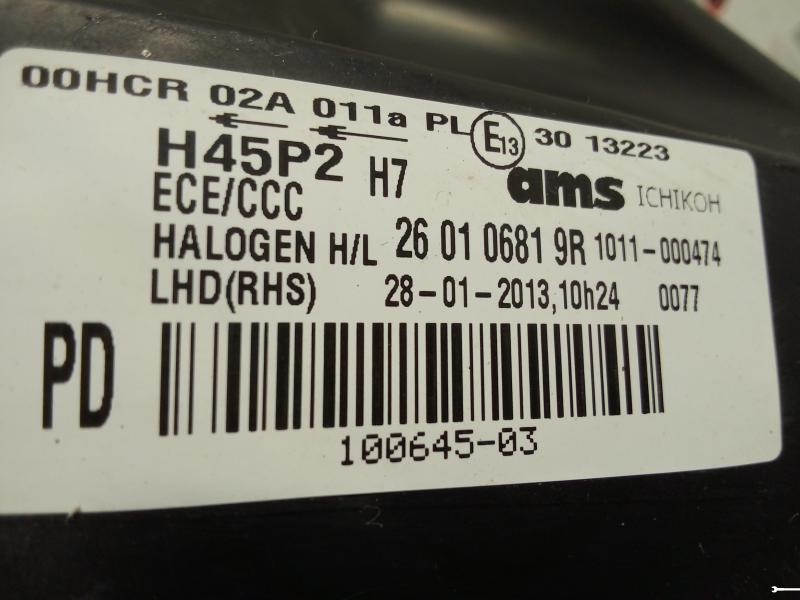 00HCR 02A 011a PL E13 30 13223
H45P2 H7 ams ICHIKOH
ECE/CCC
HALOGEN H/L 26 01 0681 9R 1011-000474
LHD(RHS) 28-01-2013,10h24 0077
PD
100645-03